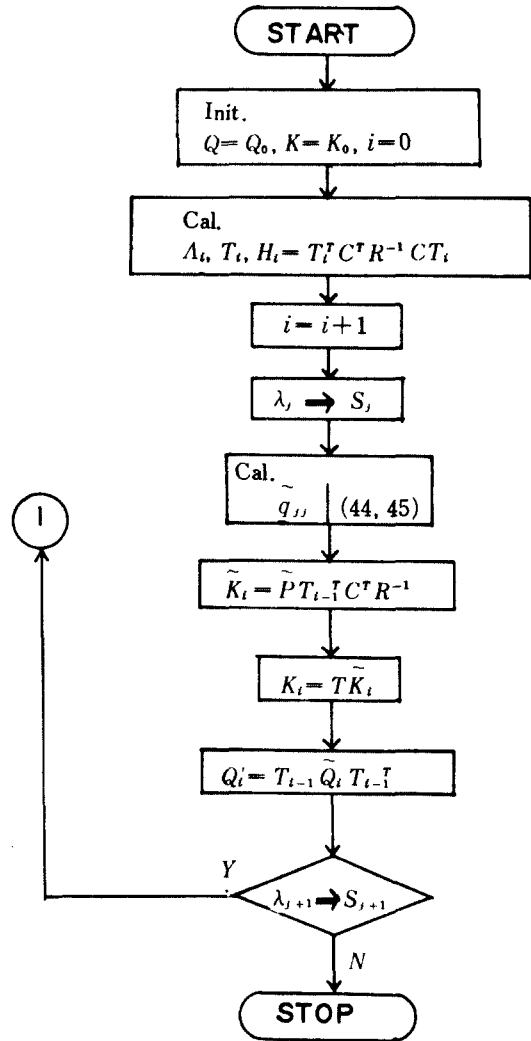 START
Init.
Q=Q₀, K=K₀, i=0
Cal.
Λᵢ, Tᵢ, Hᵢ=TᵢᵀCᵀR⁻¹CTᵢ
i=i+1
λⱼ ➡ Sⱼ
Cal.
q̃ⱼⱼ | (44, 45)
1
K̃ᵢ=P̃Tᵢ₋₁ᵀCᵀR⁻¹
Kᵢ=TK̃ᵢ
Qᵢ'=Tᵢ₋₁Q̃ᵢTᵢ₋₁ᵀ
Y
λⱼ₊₁➡Sⱼ₊₁
N
STOP